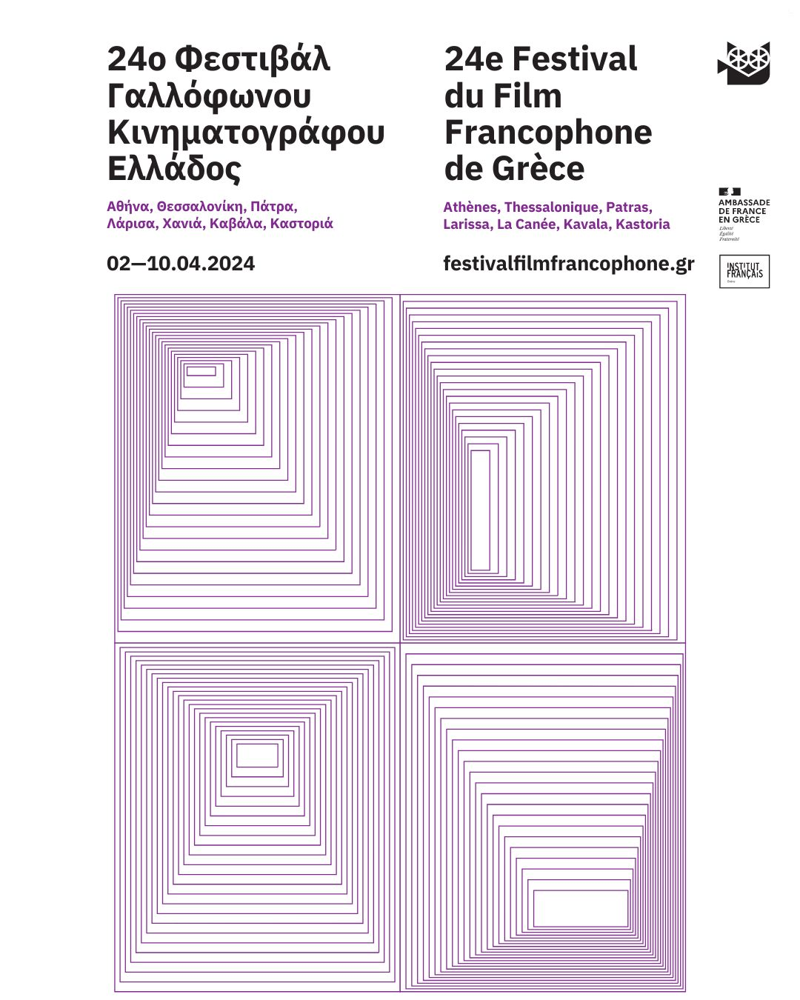 24ο Φεστιβάλ
Γαλλόφωνου
Κινηματογράφου
Ελλάδος
Αθήνα, Θεσσαλονίκη, Πάτρα,
Λάρισα, Χανιά, Καβάλα, Καστοριά
02—10.04.2024
24e Festival
du Film
Francophone
de Grèce
Athènes, Thessalonique, Patras,
Larissa, La Canée, Kavala, Kastoria
festivalfilmfrancophone.gr
AMBASSADE
DE FRANCE
EN GRÈCE
Liberté
Égalité
Fraternité
INSTITUT
FRANÇAIS
Grèce